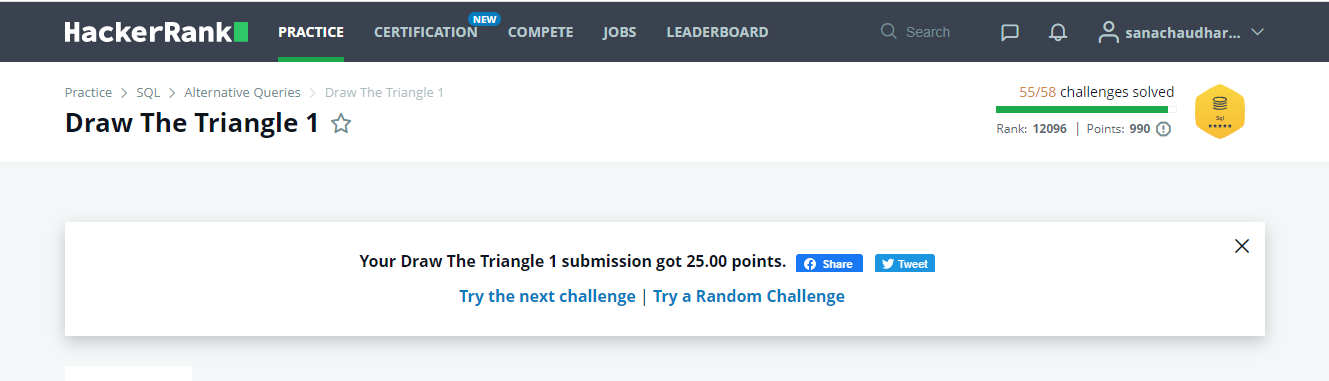 HackerRank PRACTICE CERTIFICATION NEW COMPETE JOBS LEADERBOARD Search sanachaudhar...
Practice > SQL > Alternative Queries > Draw The Triangle 1
55/58 challenges solved
Draw The Triangle 1
Rank: 12096 | Points: 990
Sql
Your Draw The Triangle 1 submission got 25.00 points. Share Tweet
Try the next challenge | Try a Random Challenge